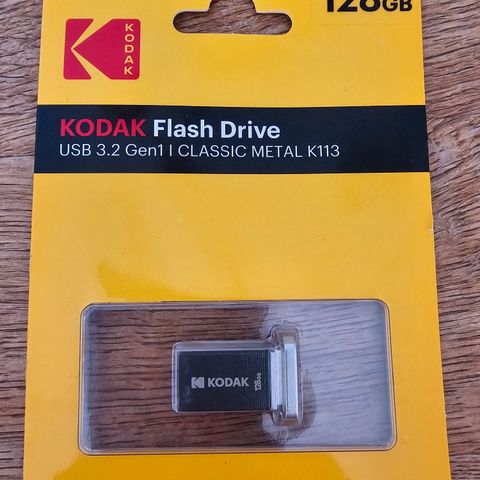 128GB
KODAK
KODAK Flash Drive
USB 3.2 Gen1 I CLASSIC METAL K113
KODAK 128GB